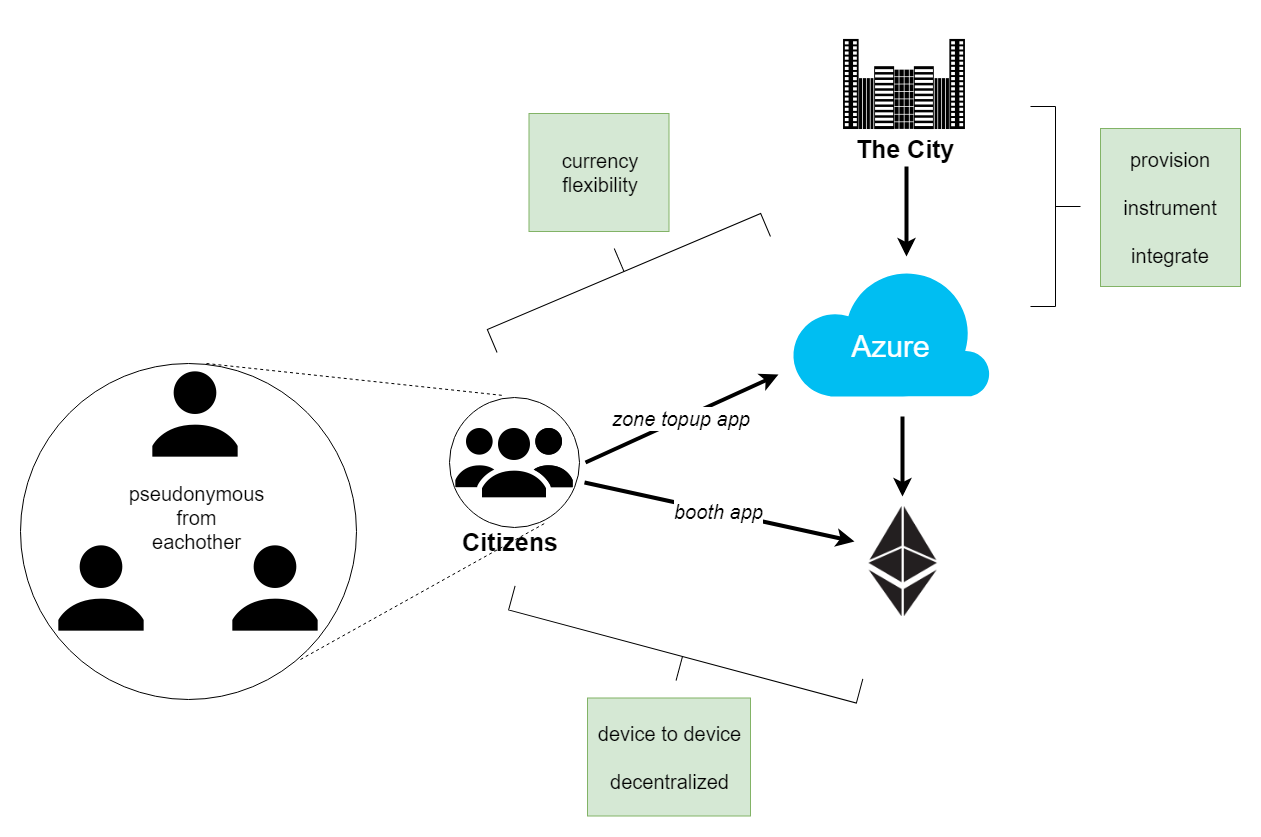 The City
provision
instrument
integrate
currency
flexibility
Azure
zone topup app
booth app
Citizens
pseudonymous
from
eachother
device to device
decentralized